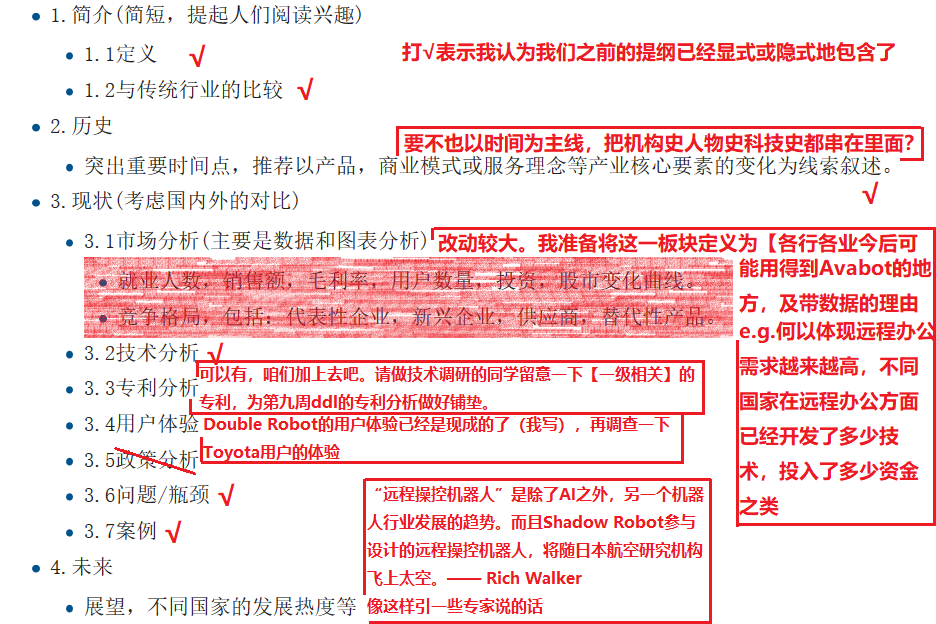 1.简介(简短，提起人们阅读兴趣)
1.1定义 √
打√表示我认为我们之前的提纲已经显式或隐式地包含了
1.2与传统行业的比较 √
2.历史
要不也以时间为主线，把机构史人物史科技史都串在里面？
突出重要时间点，推荐以产品，商业模式或服务理念等产业核心要素的变化为线索叙述。
√
3.现状(考虑国内外的对比)
3.1市场分析(主要是数据和图表分析)
改动较大。我准备将这一板块定义为【各行各业今后可
能用得到Avabot的地
方，及带数据的理由
e.g.何以体现远程办公
需求越来越高，不同
国家在远程办公方面
已经开发了多少技
术，投入了多少资金
之类
就业人数，销售额，毛利率，用户数量，投资，股市变化曲线。
竞争格局，包括：代表性企业，新兴企业，供应商，替代性产品。
3.2技术分析 √
3.3专利分析
可以有，咱们加上去吧。请做技术调研的同学留意一下【一级相关】的
专利，为第九周ddl的专利分析做好铺垫。
3.4用户体验
Double Robot的用户体验已经是现成的了（我写），再调查一下
Toyota用户的体验
3.5政策分析
3.6问题/瓶颈 √
3.7案例 √
4.未来
展望，不同国家的发展热度等
“远程操控机器人”是除了AI之外，另一个机器
人行业发展的趋势。而且Shadow Robot参与
设计的远程操控机器人，将随日本航空研究机构
飞上太空。—— Rich Walker
像这样引一些专家说的话